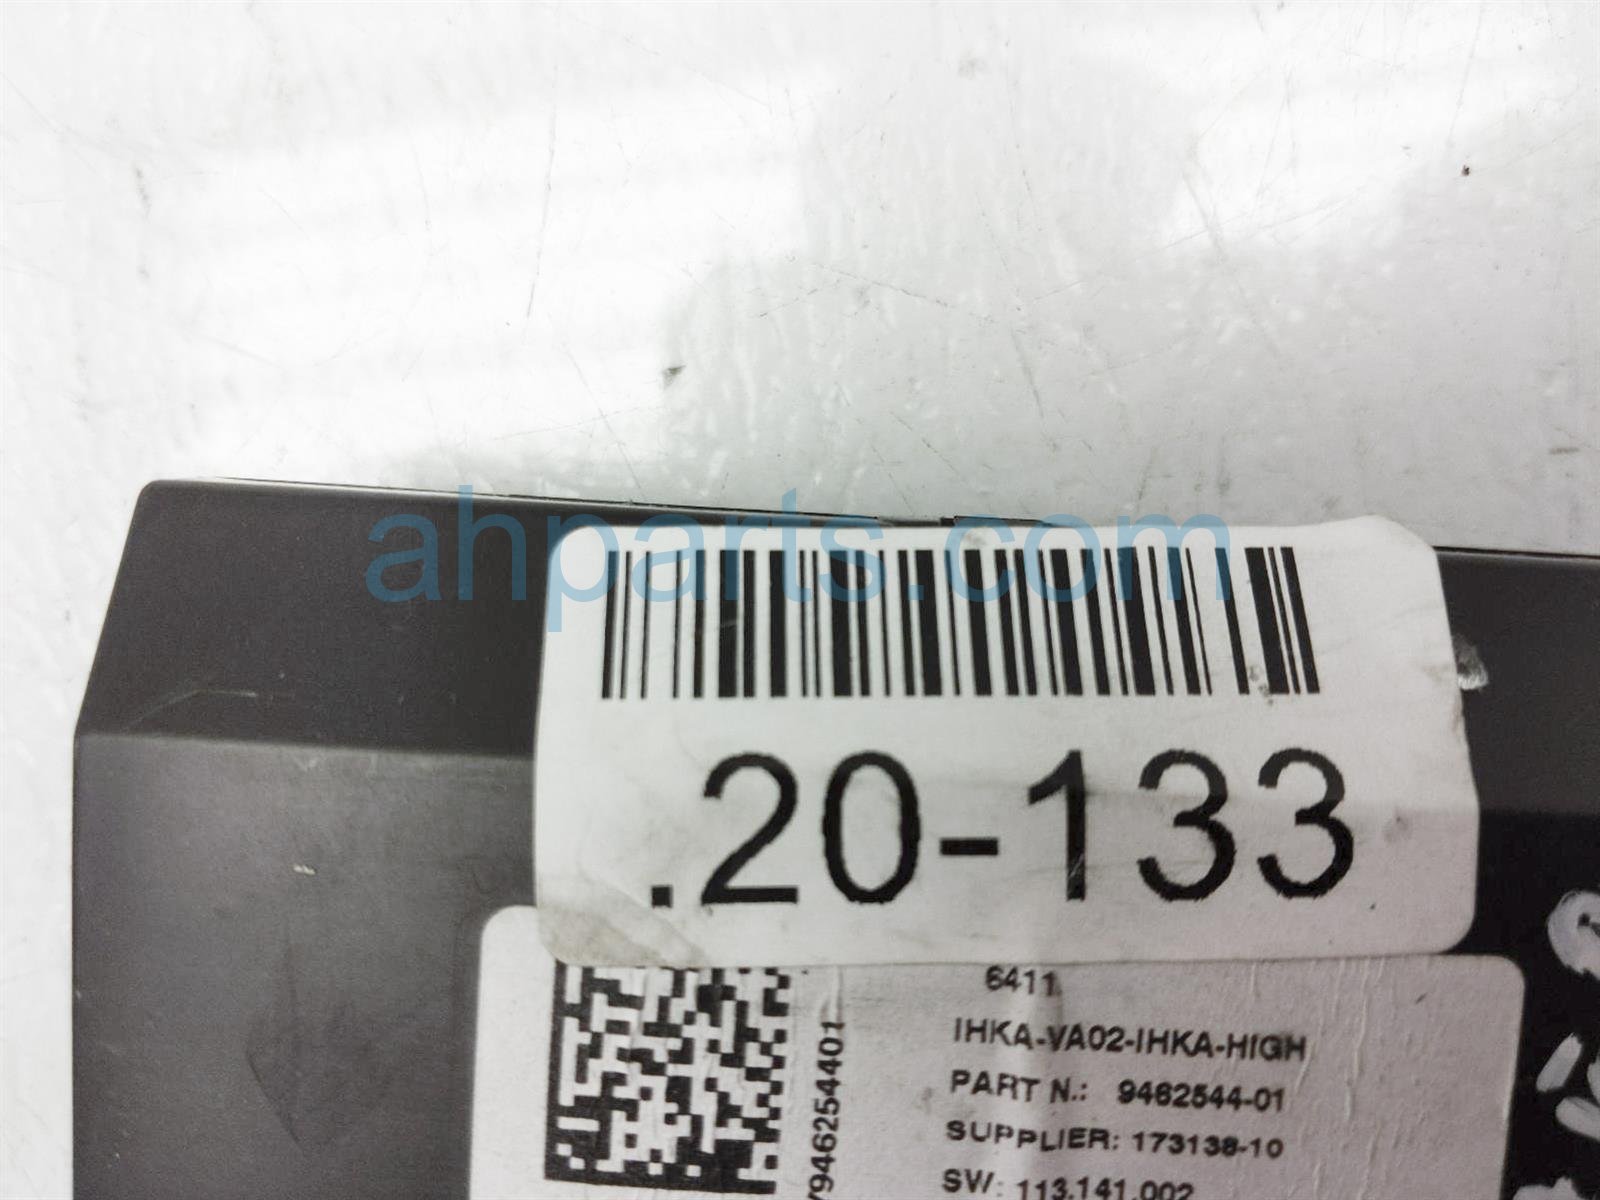 ahparts.com
.20-133
6411
IHKA-VA02-IHKA-HIGH
PART N.: 9462544-01
SUPPLIER: 173138-10
SW: 113.141.002
946254401